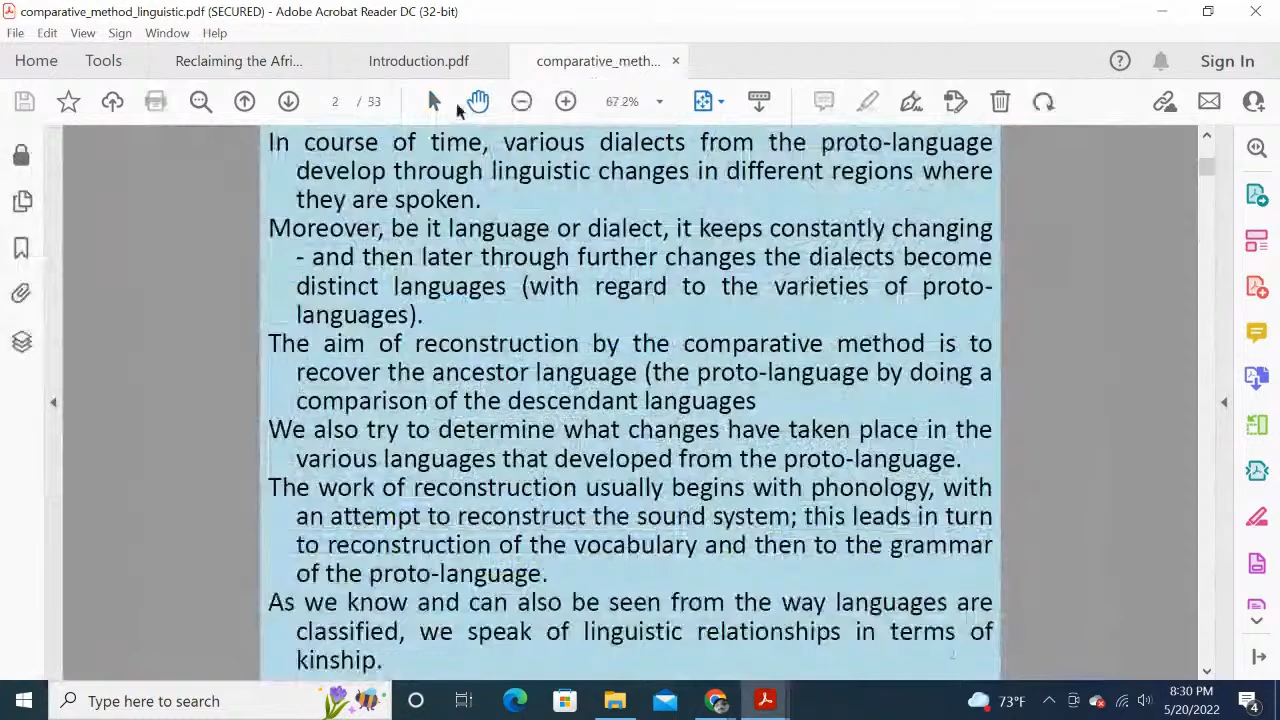 comparative_method_linguistic.pdf (SECURED) - Adobe Acrobat Reader DC (32-bit)
File Edit View Sign Window Help
Home Tools Reclaiming the Afri... Introduction.pdf comparative_meth... × Sign In
2 / 53 67.2%
In course of time, various dialects from the proto-language
develop through linguistic changes in different regions where
they are spoken.
Moreover, be it language or dialect, it keeps constantly changing
- and then later through further changes the dialects become
distinct languages (with regard to the varieties of proto-
languages).
The aim of reconstruction by the comparative method is to
recover the ancestor language (the proto-language by doing a
comparison of the descendant languages
We also try to determine what changes have taken place in the
various languages that developed from the proto-language.
The work of reconstruction usually begins with phonology, with
an attempt to reconstruct the sound system; this leads in turn
to reconstruction of the vocabulary and then to the grammar
of the proto-language.
As we know and can also be seen from the way languages are
classified, we speak of linguistic relationships in terms of
kinship.
Type here to search
73°F
8:30 PM
5/20/2022
4